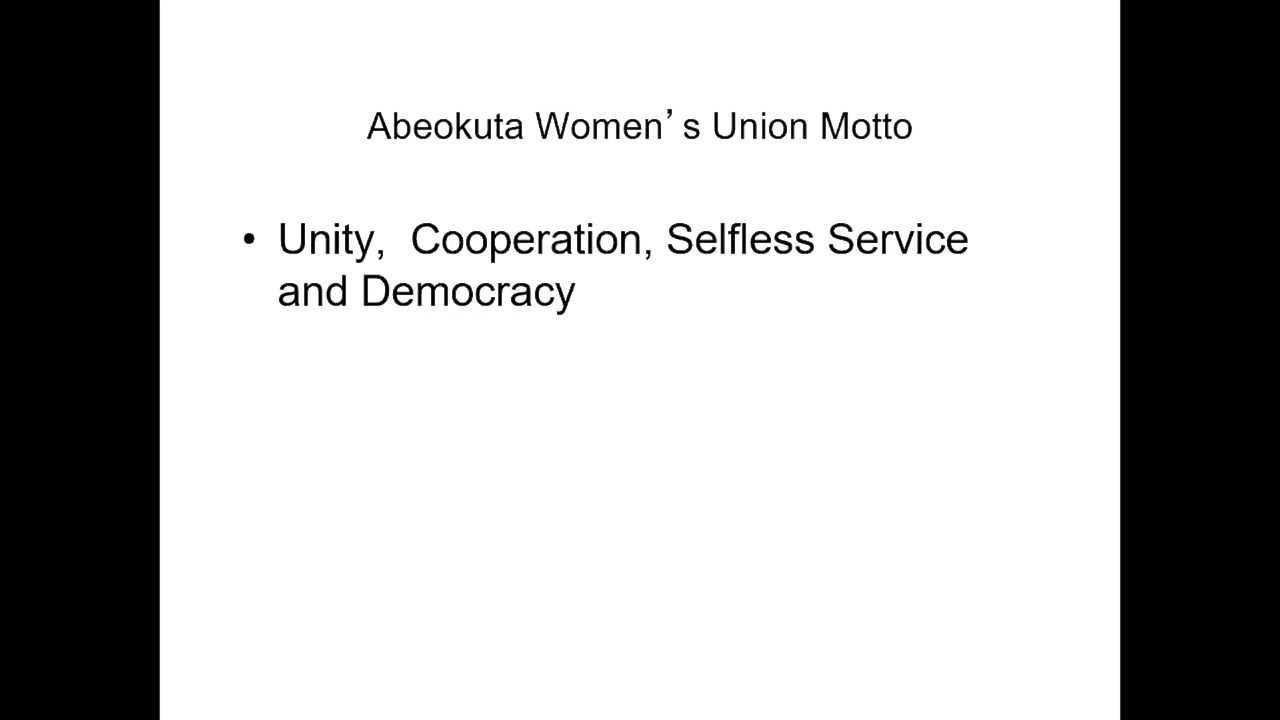 Abeokuta Women’s Union Motto
• Unity, Cooperation, Selfless Service
and Democracy